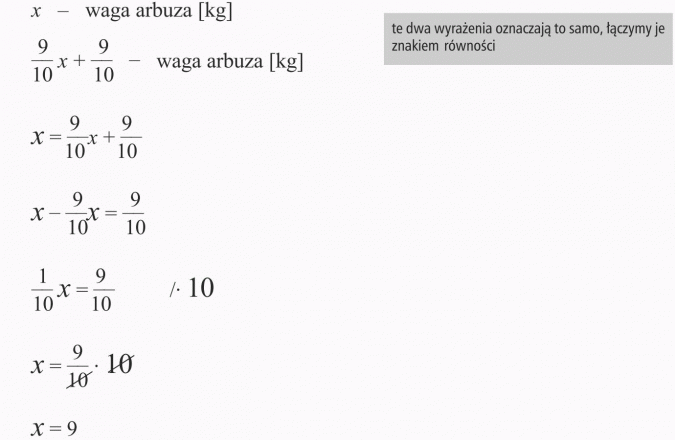 x – waga arbuza [kg]
te dwa wyrażenia oznaczają to samo, łączymy je
znakiem równości
9/10 x + 9/10 – waga arbuza [kg]
x = 9/10 x + 9/10
x − 9/10 x = 9/10
1/10 x = 9/10 /· 10
x = 9/10 · 10
x = 9